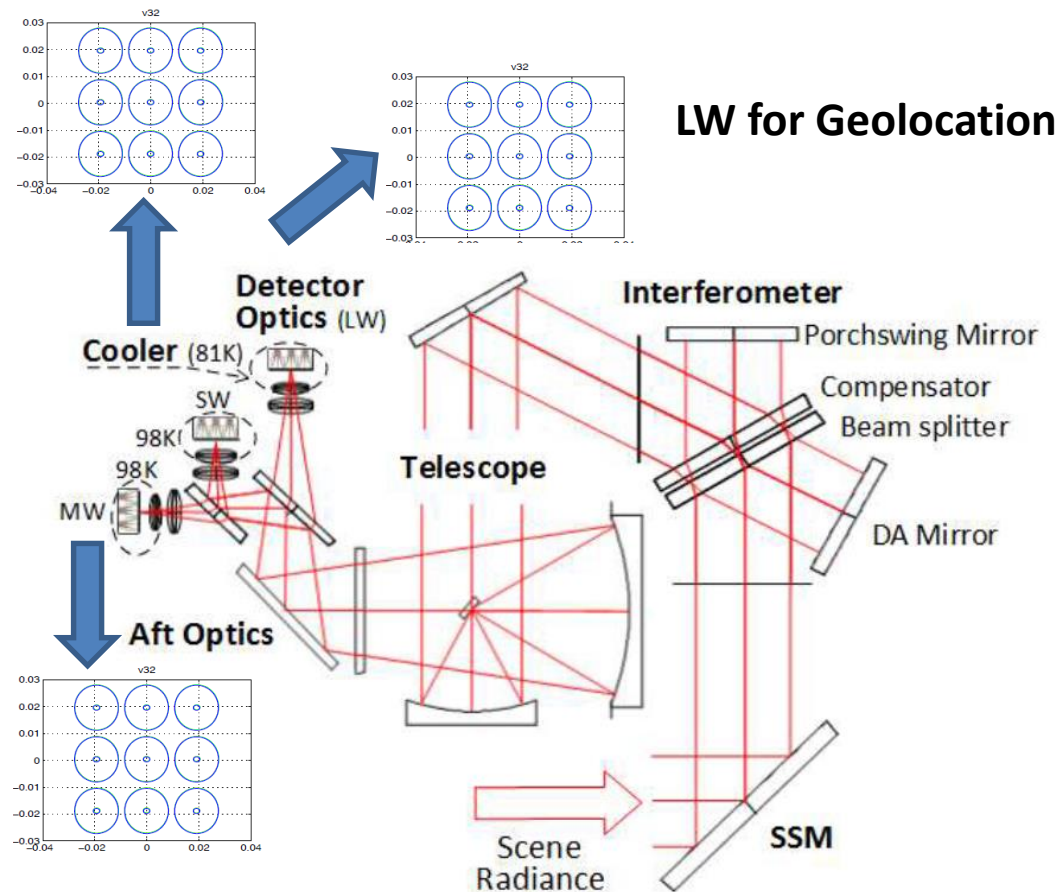 v32
0.03
0.02
0.01
0
−0.01
−0.02
−0.03
−0.04
−0.02
0
0.02
0.04
v32
0.03
0.02
0.01
0
−0.01
−0.02
−0.03
0
LW for Geolocation
Detector
Optics (LW)
Cooler (81K)
SW
98K
98K
MW
Interferometer
Porchswing Mirror
Compensator
Beam splitter
Telescope
DA Mirror
Aft Optics
v32
0.03
0.02
0.01
0
−0.01
−0.02
−0.03
−0.04
−0.02
0
0.02
0.04
Scene
Radiance
SSM